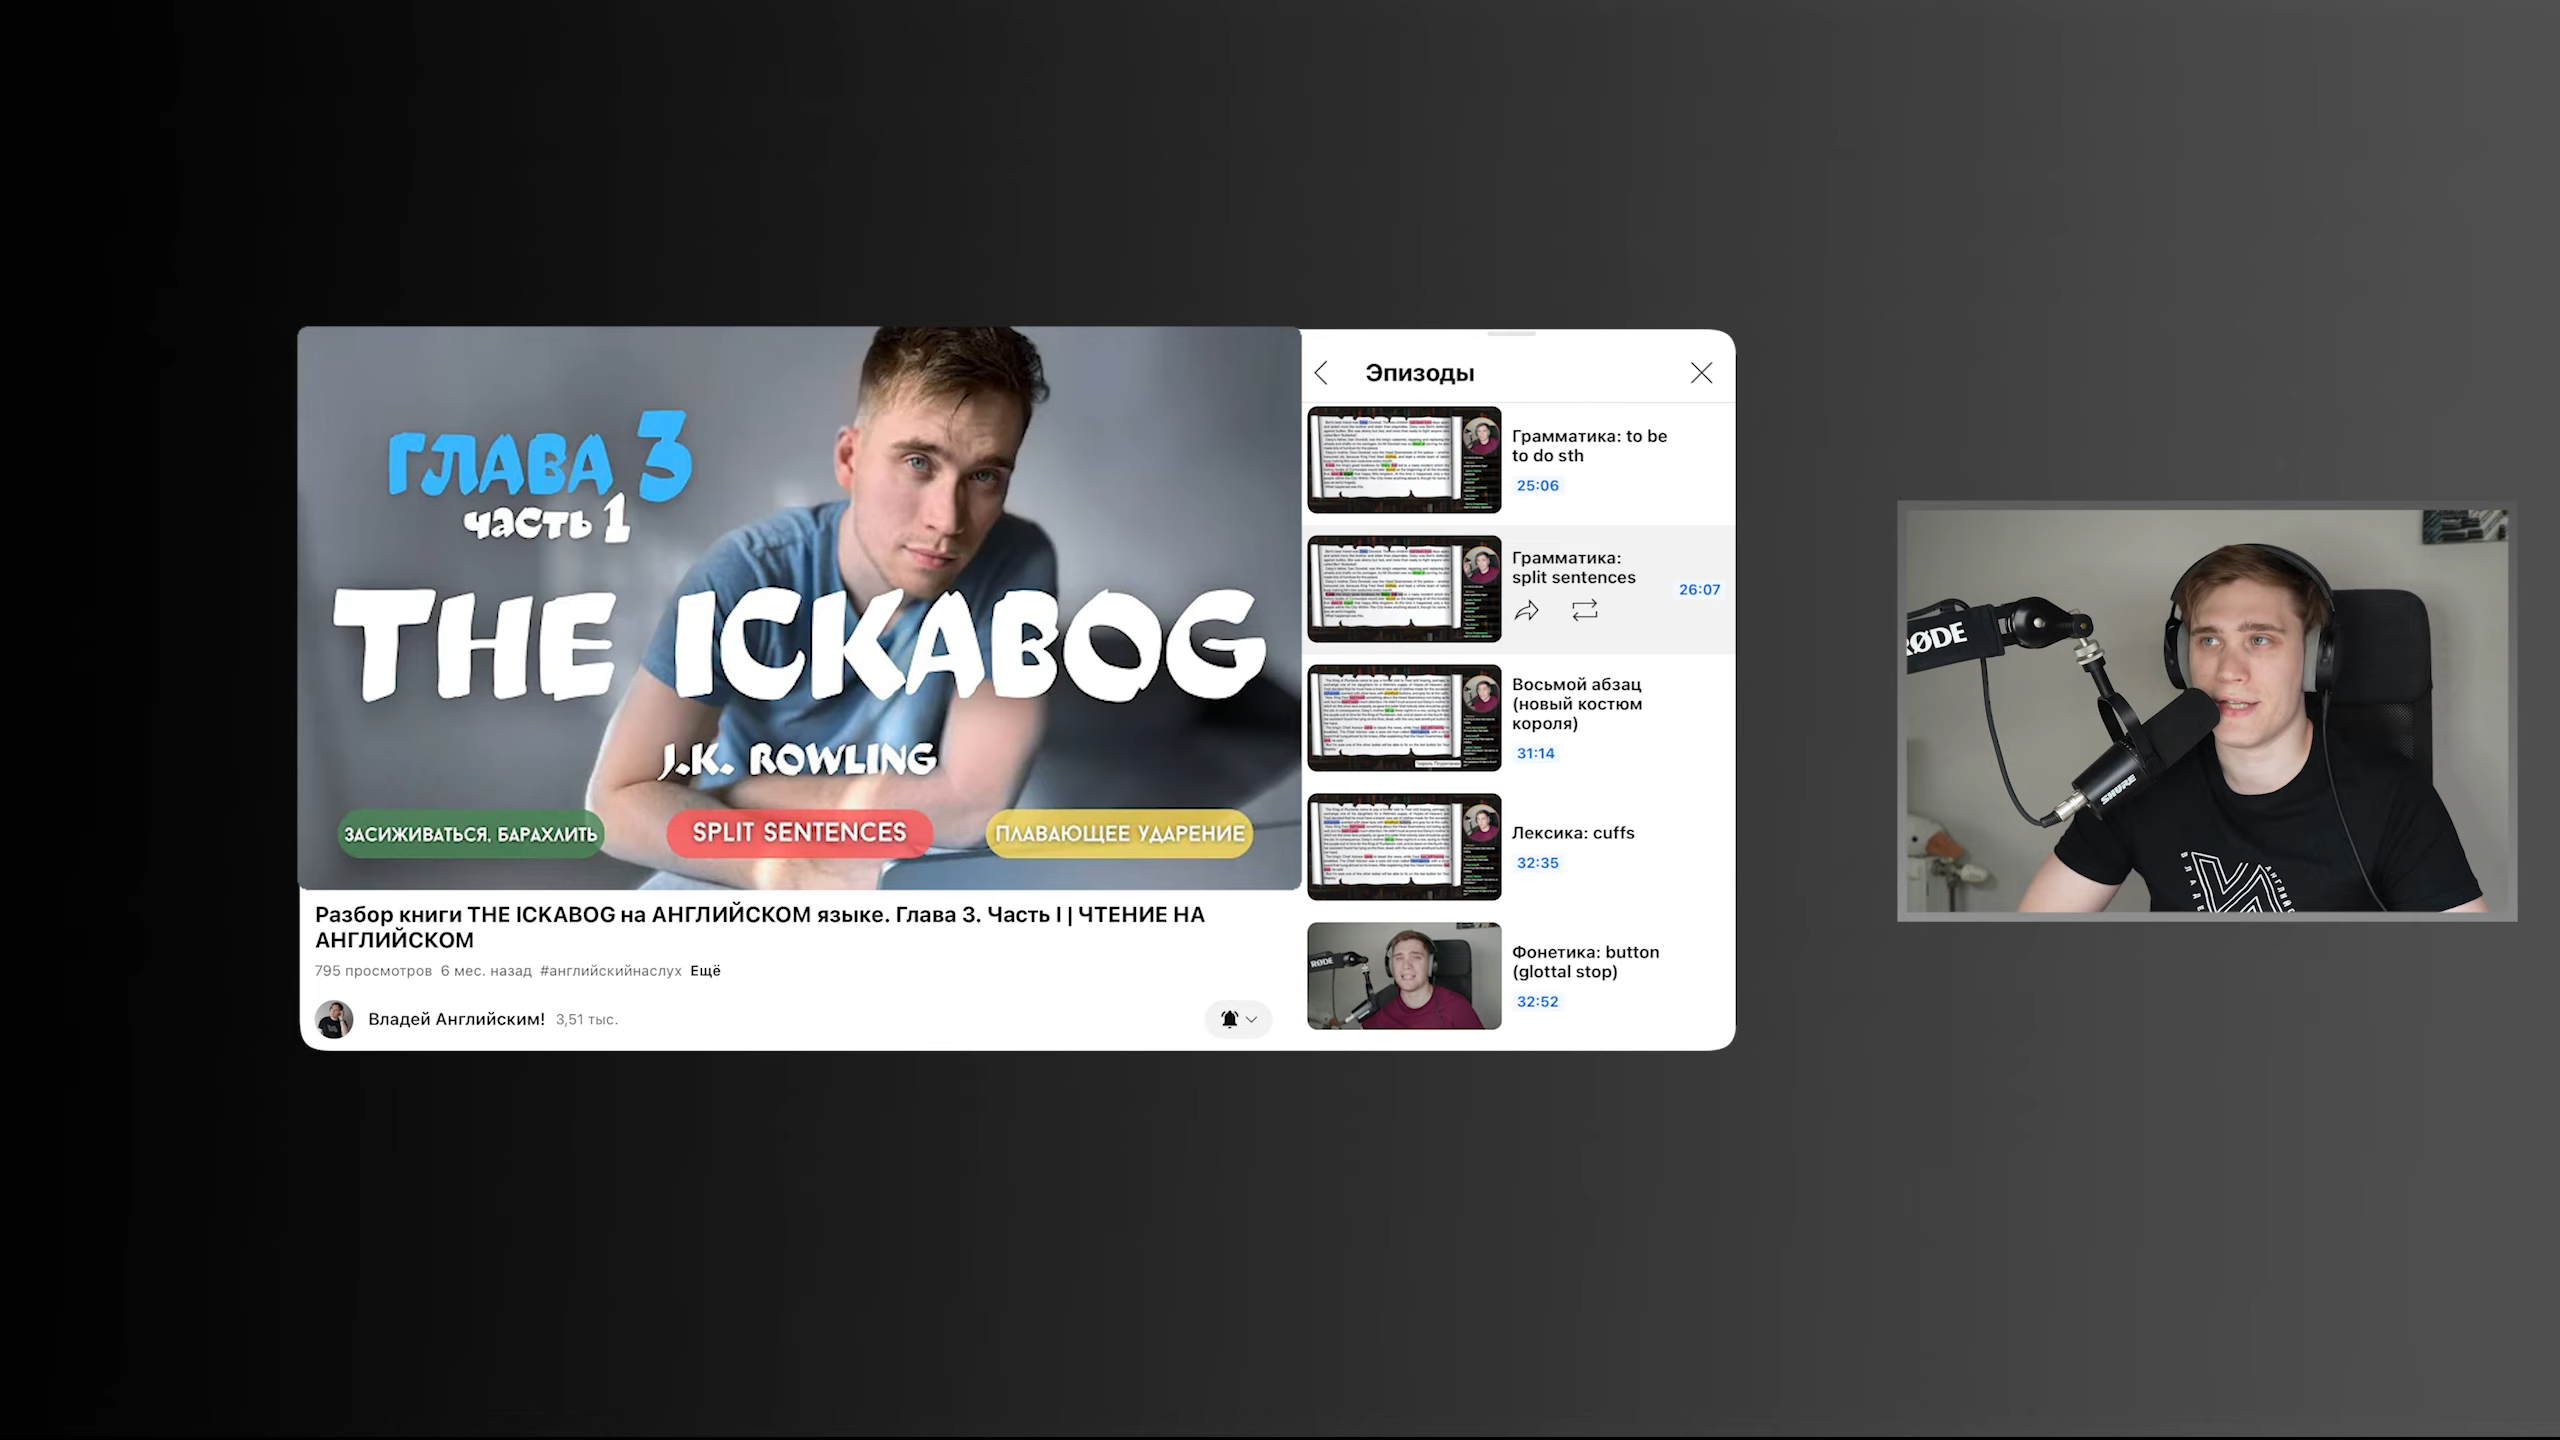 ГЛАВА 3
часть 1
THE ICKABOG
J.K. ROWLING
ЗАСИЖИВАТЬСЯ, БАРАХЛИТЬ
SPLIT SENTENCES
ПЛАВАЮЩЕЕ УДАРЕНИЕ
Разбор книги THE ICKABOG на АНГЛИЙСКОМ языке. Глава 3. Часть I | ЧТЕНИЕ НА
АНГЛИЙСКОМ
795 просмотров 6 мес. назад #английскийнаслух Ещё
Владей Английским! 3,51 тыс.
Эпизоды
Грамматика: to be
to do sth
25:06
Грамматика:
split sentences
26:07
Восьмой абзац
(новый костюм
короля)
31:14
Лексика: cuffs
32:35
Фонетика: button
(glottal stop)
32:52
RØDE
RØDE
SHURE